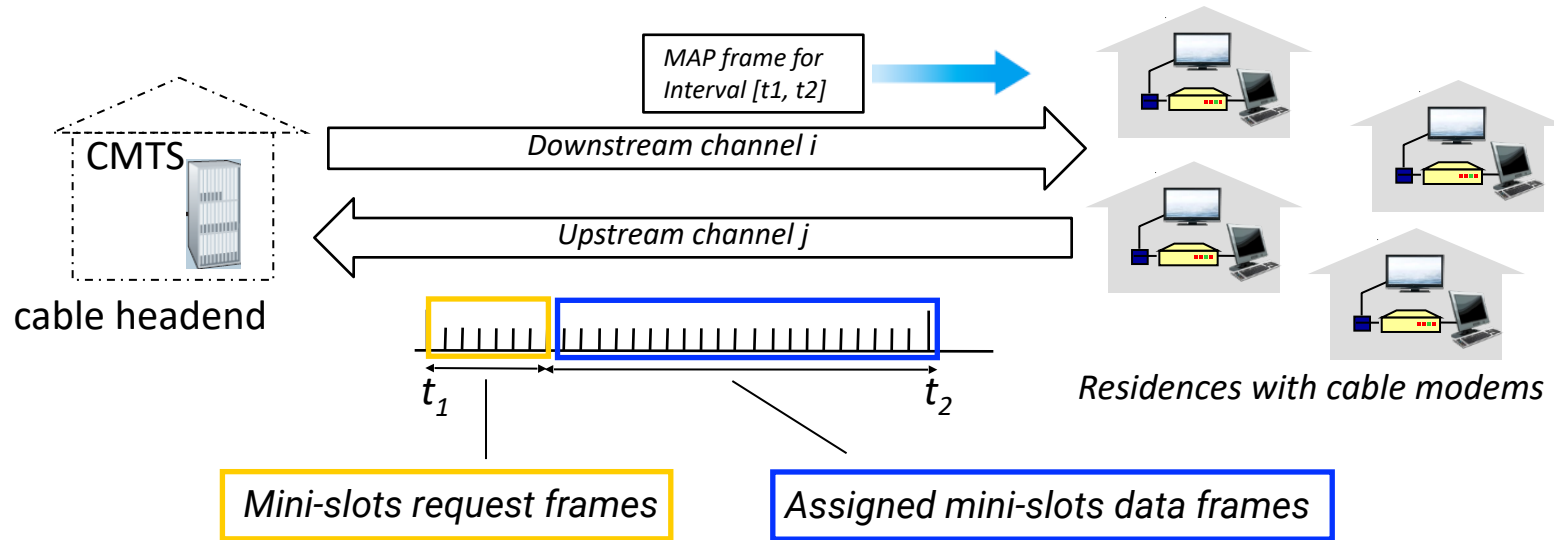 MAP frame for
Interval [t1, t2]
CMTS
Downstream channel i
Upstream channel j
cable headend
t1
t2
Residences with cable modems
Mini-slots request frames
Assigned mini-slots data frames